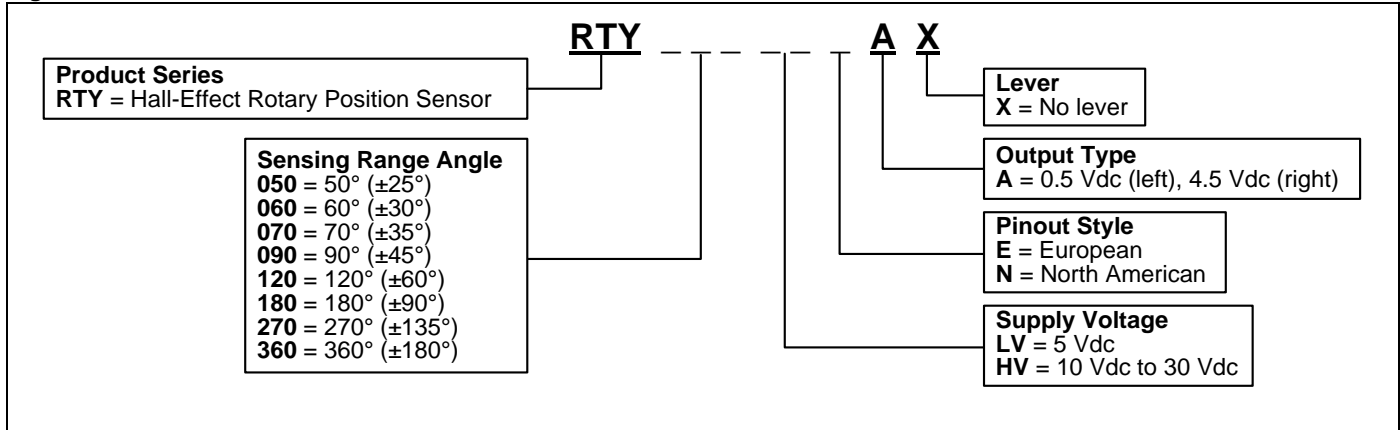 RTY _ _ _ _ _ _ A X
Product Series
RTY = Hall-Effect Rotary Position Sensor
Sensing Range Angle
050 = 50° (±25°)
060 = 60° (±30°)
070 = 70° (±35°)
090 = 90° (±45°)
120 = 120° (±60°)
180 = 180° (±90°)
270 = 270° (±135°)
360 = 360° (±180°)
Lever
X = No lever
Output Type
A = 0.5 Vdc (left), 4.5 Vdc (right)
Pinout Style
E = European
N = North American
Supply Voltage
LV = 5 Vdc
HV = 10 Vdc to 30 Vdc